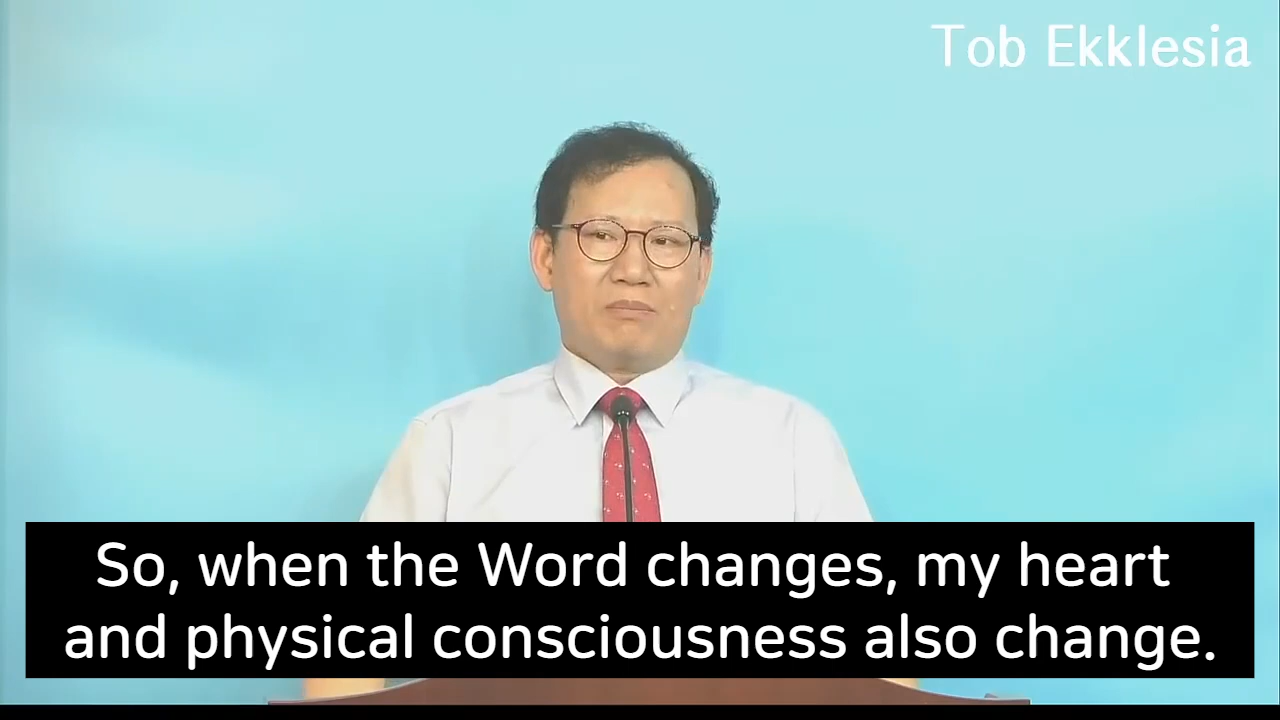 Tob Ekklesia
So, when the Word changes, my heart
and physical consciousness also change.